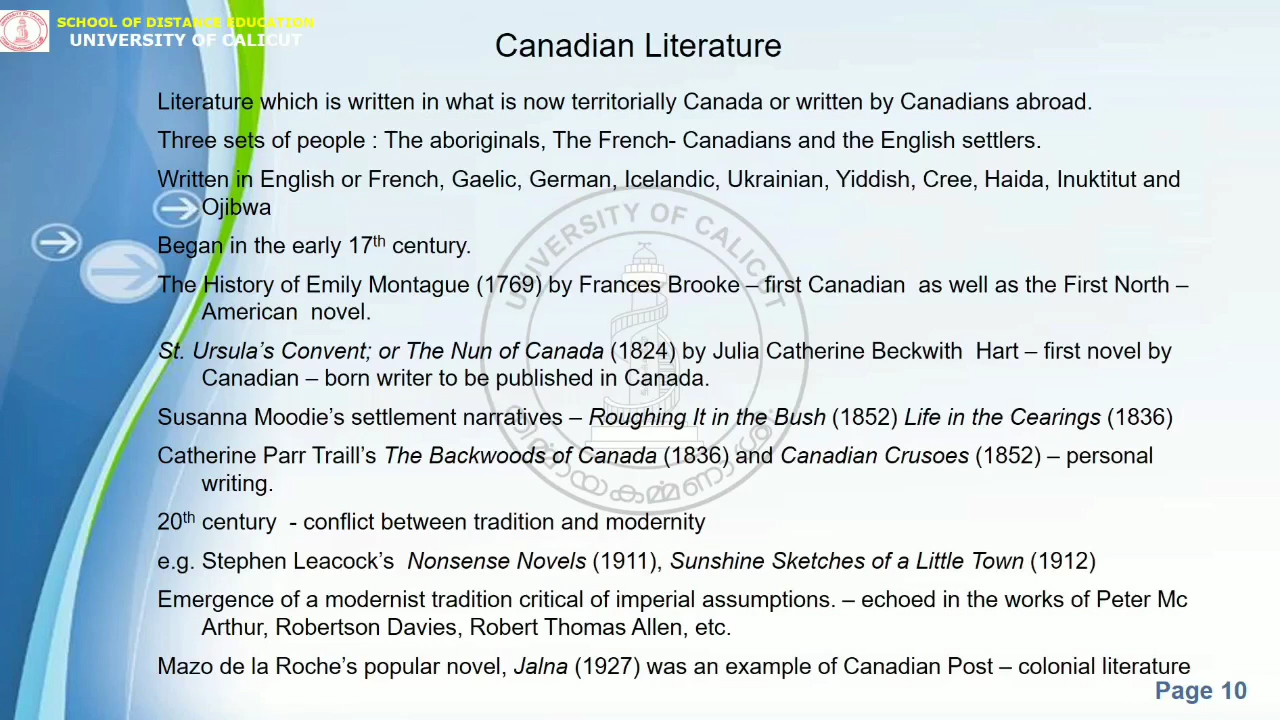 SCHOOL OF DISTANCE EDUCATION
UNIVERSITY OF CALICUT
Canadian Literature
Literature which is written in what is now territorially Canada or written by Canadians abroad.
Three sets of people : The aboriginals, The French- Canadians and the English settlers.
Written in English or French, Gaelic, German, Icelandic, Ukrainian, Yiddish, Cree, Haida, Inuktitut and
Ojibwa
Began in the early 17th century.
The History of Emily Montague (1769) by Frances Brooke – first Canadian as well as the First North –
American novel.
St. Ursula’s Convent; or The Nun of Canada (1824) by Julia Catherine Beckwith Hart – first novel by
Canadian – born writer to be published in Canada.
Susanna Moodie’s settlement narratives – Roughing It in the Bush (1852) Life in the Cearings (1836)
Catherine Parr Traill’s The Backwoods of Canada (1836) and Canadian Crusoes (1852) – personal
writing.
20th century - conflict between tradition and modernity
e.g. Stephen Leacock’s Nonsense Novels (1911), Sunshine Sketches of a Little Town (1912)
Emergence of a modernist tradition critical of imperial assumptions. – echoed in the works of Peter Mc
Arthur, Robertson Davies, Robert Thomas Allen, etc.
Mazo de la Roche’s popular novel, Jalna (1927) was an example of Canadian Post – colonial literature
Page 10
UNIVERSITY OF CALICUT
നിർമ്മായ കർമ്മണാ ശ്രീഃ